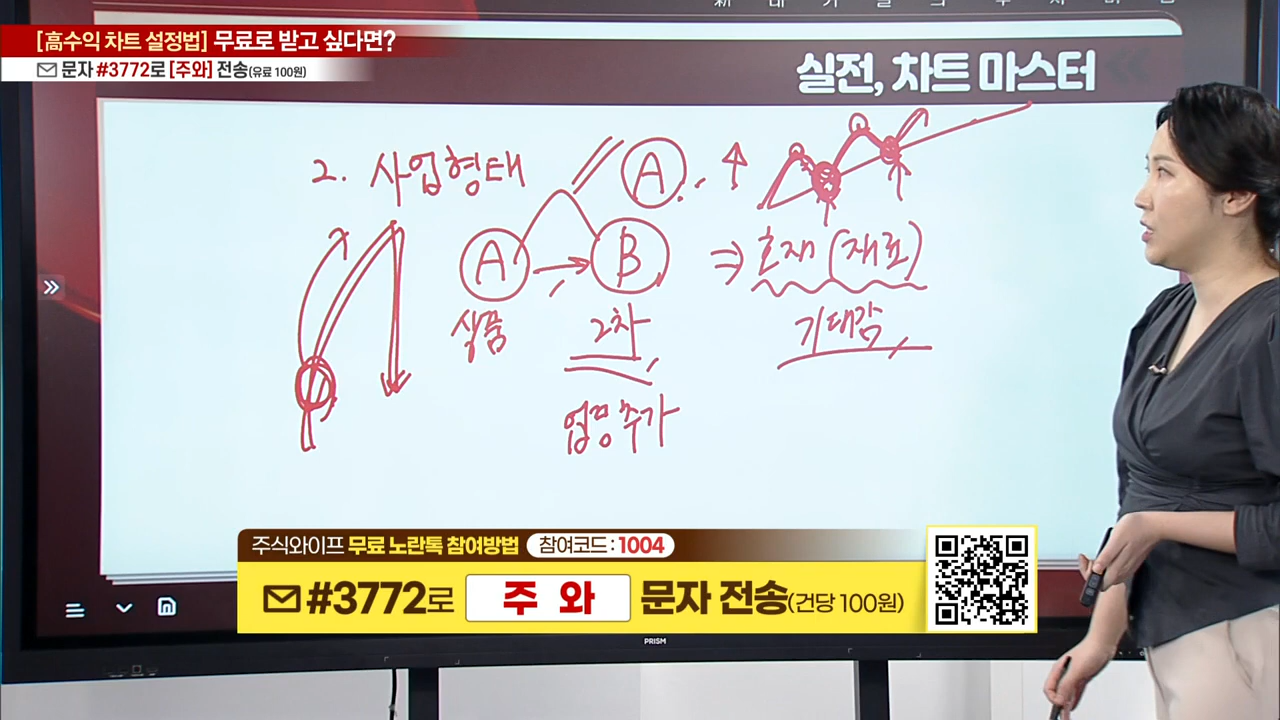 [高수익 차트 설정법] 무료로 받고 싶다면?
문자 #3772로 [주와] 전송(유료 100원)
실전, 차트 마스터
2. 사업형태
A
A → B
⇒ 호재 (재료)
실품
2차
기대감
업종추가
주식와이프 무료 노란톡 참여방법 참여코드 : 1004
#3772로 주 와 문자 전송(건당 100원)
PRISM